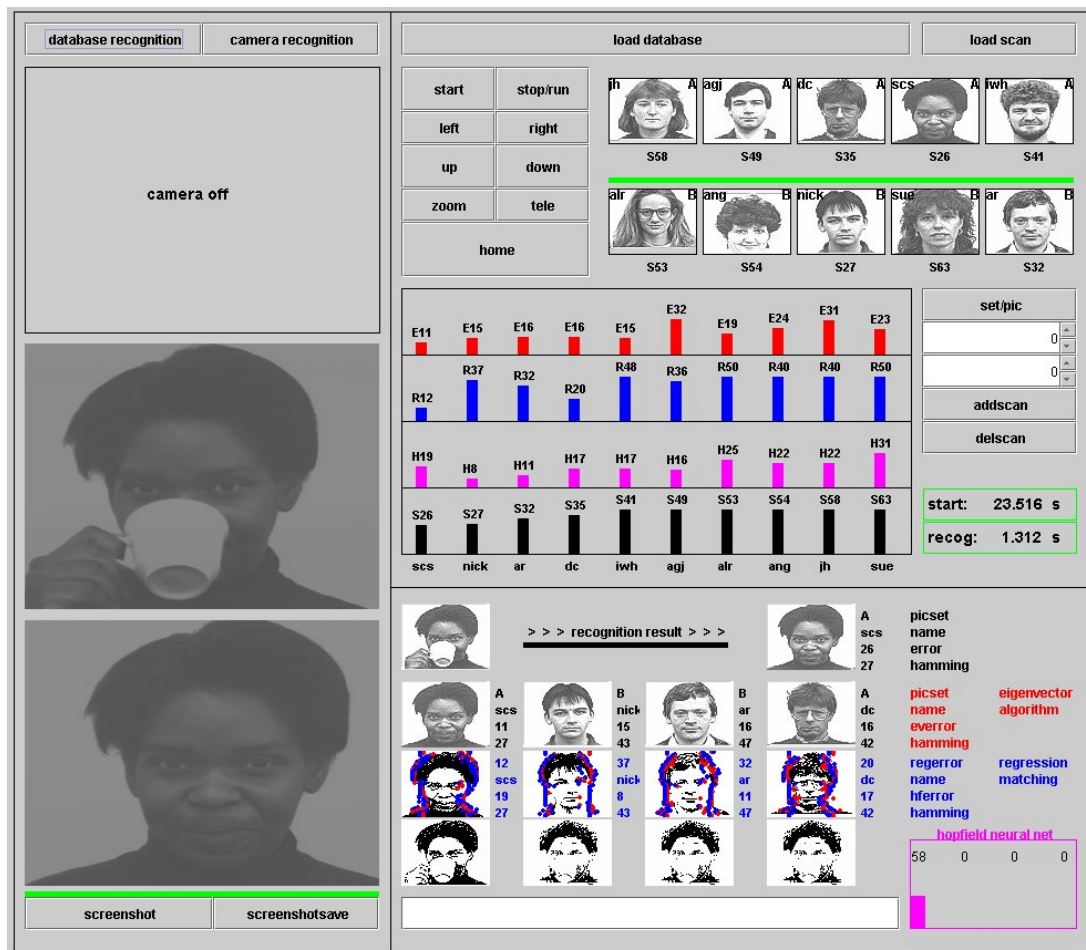 database recognition camera recognition load database load scan
camera off
start stop/run
left right
up down
zoom tele
home
jh A agj A dc A scs A iwh A
S58 S49 S35 S26 S41
alr B ang B nick B sue B ar B
S53 S54 S27 S63 S32
E11 E15 E16 E16 E15 E32 E19 E24 E31 E23
R12 R37 R32 R20 R48 R36 R50 R40 R40 R50
H19 H8 H11 H17 H17 H16 H25 H22 H22 H31
S26 S27 S32 S35 S41 S49 S53 S54 S58 S63
scs nick ar dc iwh agj alr ang jh sue
set/pic
0
0
addscan
delscan
start: 23.516 s
recog: 1.312 s
> > > recognition result > > >
A picset
scs name
26 error
27 hamming
A B B A picset eigenvector
scs nick ar dc name algorithm
11 15 16 16 everror
27 43 47 42 hamming
12 37 32 20 regerror regression
scs nick ar dc name matching
19 8 11 17 hferror
27 43 47 42 hamming
hopfield neural net
58 0 0 0
screenshot screenshotsave